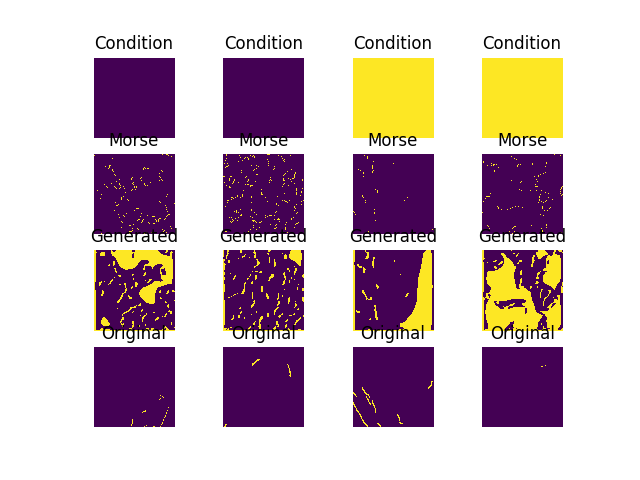 Condition Condition Condition Condition
Morse Morse Morse Morse
Generated Generated Generated Generated
Original Original Original Original